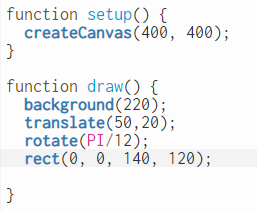 function setup() {
  createCanvas(400, 400);
}

function draw() {
  background(220);
  translate(50,20);
  rotate(PI/12);
  rect(0, 0, 140, 120);

}